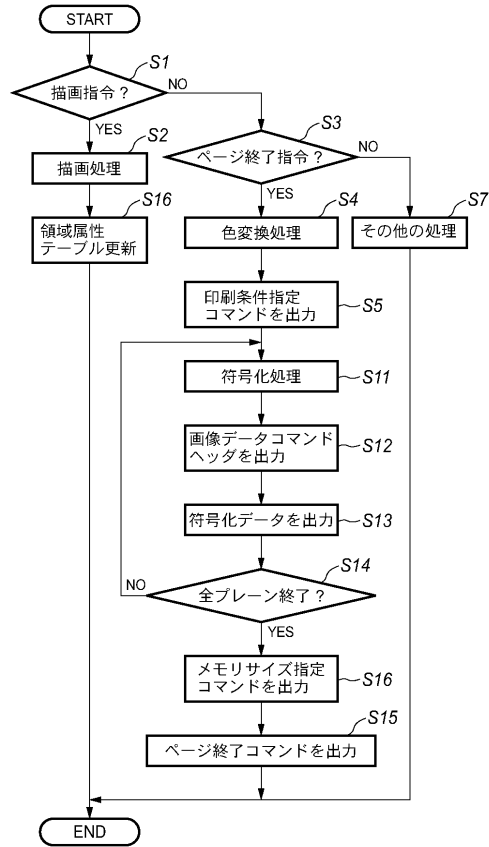 START
S1
描画指令？
NO
YES
S2
描画処理
S16
領域属性
テーブル更新
S3
ページ終了指令？
NO
YES
S4
色変換処理
S7
その他の処理
印刷条件指定
コマンドを出力
S5
符号化処理
S11
画像データコマンド
ヘッダを出力
S12
符号化データを出力
S13
S14
全プレーン終了？
NO
YES
メモリサイズ指定
コマンドを出力
S16
S15
ページ終了コマンドを出力
END